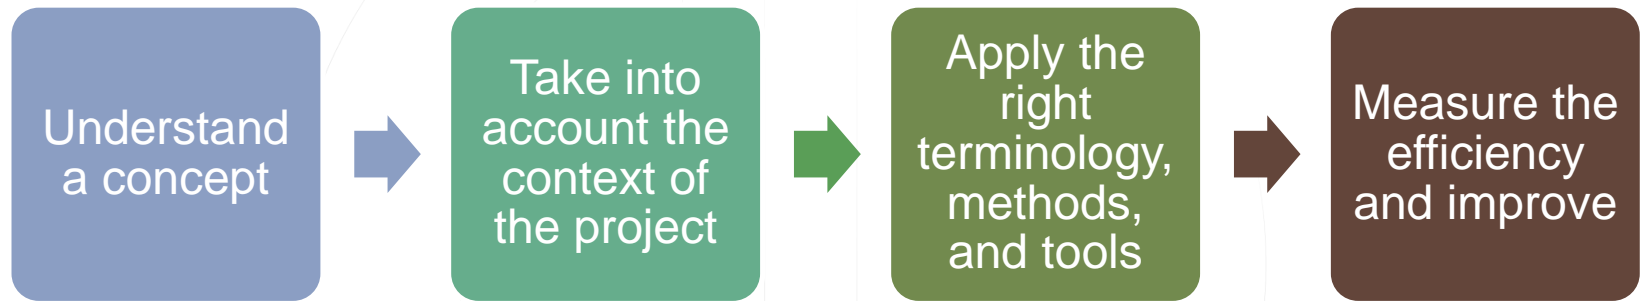 Understand
a concept
Take into
account the
context of
the project
Apply the
right
terminology,
methods,
and tools
Measure the
efficiency
and improve